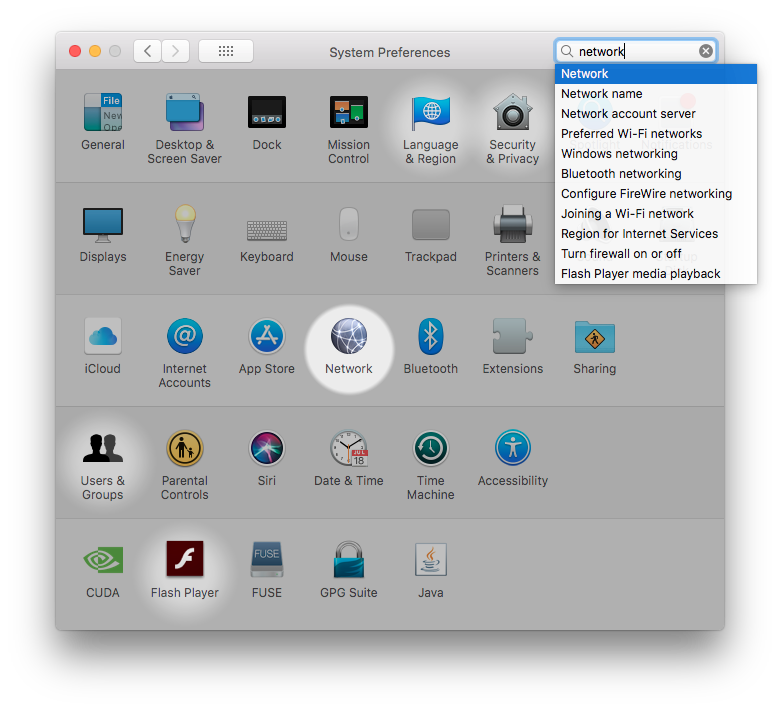 System Preferences
network
Network
Network name
Network account server
Preferred Wi-Fi networks
Windows networking
Bluetooth networking
Configure FireWire networking
Joining a Wi-Fi network
Region for Internet Services
Turn firewall on or off
Flash Player media playback
File
New
Ope
General
Desktop &
Screen Saver
Dock
Mission
Control
Language
& Region
Security
& Privacy
Displays
Energy
Saver
Keyboard
Mouse
Trackpad
Printers &
Scanners
iCloud
@
Internet
Accounts
App Store
Network
Bluetooth
Extensions
Sharing
Users &
Groups
Parental
Controls
Siri
JUL
18
Date & Time
Time
Machine
Accessibility
CUDA
Flash Player
FUSE
FUSE
GPG Suite
Java